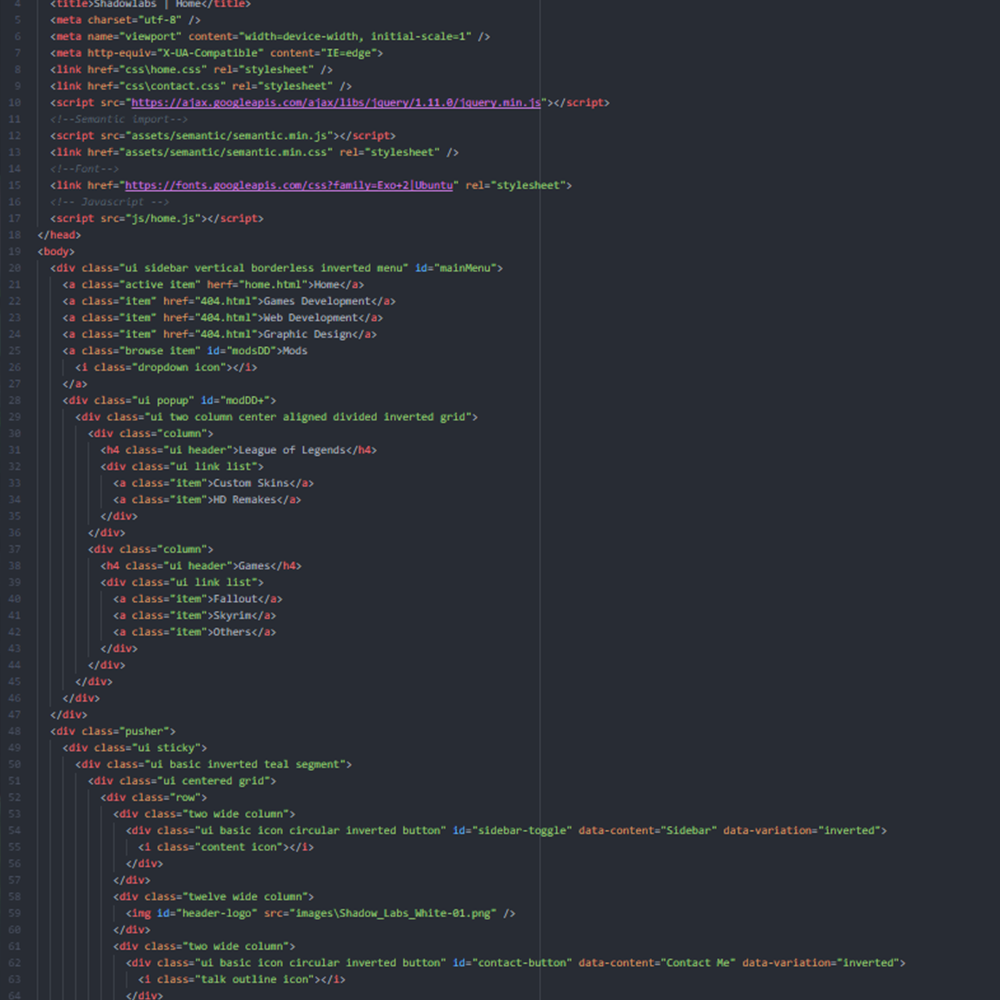 4 <title>Shadowlabs | Home</title>
5 <meta charset="utf-8" />
6 <meta name="viewport" content="width=device-width, initial-scale=1" />
7 <meta http-equiv="X-UA-Compatible" content="IE=edge">
8 <link href="css\home.css" rel="stylesheet" />
9 <link href="css\contact.css" rel="stylesheet" />
10 <script src="https://ajax.googleapis.com/ajax/libs/jquery/1.11.0/jquery.min.js"></script>
11 <!--Semantic import-->
12 <script src="assets/semantic/semantic.min.js"></script>
13 <link href="assets/semantic/semantic.min.css" rel="stylesheet" />
14 <!--Font-->
15 <link href="https://fonts.googleapis.com/css?family=Exo+2|Ubuntu" rel="stylesheet">
16 <!-- Javascript -->
17 <script src="js/home.js"></script>
18 </head>
19 <body>
20 <div class="ui sidebar vertical borderless inverted menu" id="mainMenu">
21 <a class="active item" herf="home.html">Home</a>
22 <a class="item" href="404.html">Games Development</a>
23 <a class="item" href="404.html">Web Development</a>
24 <a class="item" href="404.html">Graphic Design</a>
25 <a class="browse item" id="modsDD">Mods
26 <i class="dropdown icon"></i>
27 </a>
28 <div class="ui popup" id="modDD+">
29 <div class="ui two column center aligned divided inverted grid">
30 <div class="column">
31 <h4 class="ui header">League of Legends</h4>
32 <div class="ui link list">
33 <a class="item">Custom Skins</a>
34 <a class="item">HD Remakes</a>
35 </div>
36 </div>
37 <div class="column">
38 <h4 class="ui header">Games</h4>
39 <div class="ui link list">
40 <a class="item">Fallout</a>
41 <a class="item">Skyrim</a>
42 <a class="item">Others</a>
43 </div>
44 </div>
45 </div>
46 </div>
47 </div>
48 <div class="pusher">
49 <div class="ui sticky">
50 <div class="ui basic inverted teal segment">
51 <div class="ui centered grid">
52 <div class="row">
53 <div class="two wide column">
54 <div class="ui basic icon circular inverted button" id="sidebar-toggle" data-content="Sidebar" data-variation="inverted">
55 <i class="content icon"></i>
56 </div>
57 </div>
58 <div class="twelve wide column">
59 <img id="header-logo" src="images\Shadow_Labs_White-01.png" />
60 </div>
61 <div class="two wide column">
62 <div class="ui basic icon circular inverted button" id="contact-button" data-content="Contact Me" data-variation="inverted">
63 <i class="talk outline icon"></i>
64 </div>